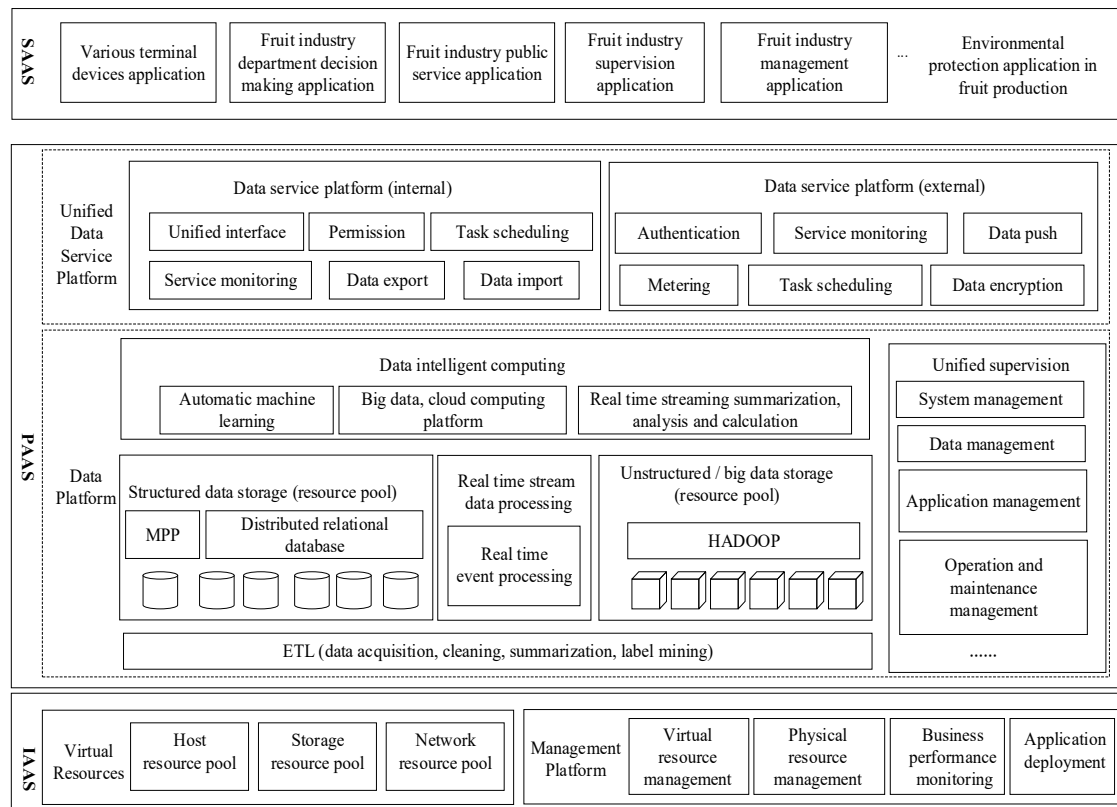 SAAS
Various terminal
devices application
Fruit industry
department decision
making application
Fruit industry public
service application
Fruit industry
supervision
application
Fruit industry
management
application
...
Environmental
protection application in
fruit production
PAAS
Unified
Data
Service
Platform
Data service platform (internal)
Unified interface
Permission
Task scheduling
Service monitoring
Data export
Data import
Data service platform (external)
Authentication
Service monitoring
Data push
Metering
Task scheduling
Data encryption
Data
Platform
Data intelligent computing
Automatic machine
learning
Big data, cloud computing
platform
Real time streaming summarization,
analysis and calculation
Structured data storage (resource pool)
MPP
Distributed relational
database
Real time stream
data processing
Real time
event processing
Unstructured / big data storage
(resource pool)
HADOOP
ETL (data acquisition, cleaning, summarization, label mining)
Unified supervision
System management
Data management
Application management
Operation and
maintenance
management
......
IAAS
Virtual
Resources
Host
resource pool
Storage
resource pool
Network
resource pool
Management
Platform
Virtual
resource
management
Physical
resource
management
Business
performance
monitoring
Application
deployment